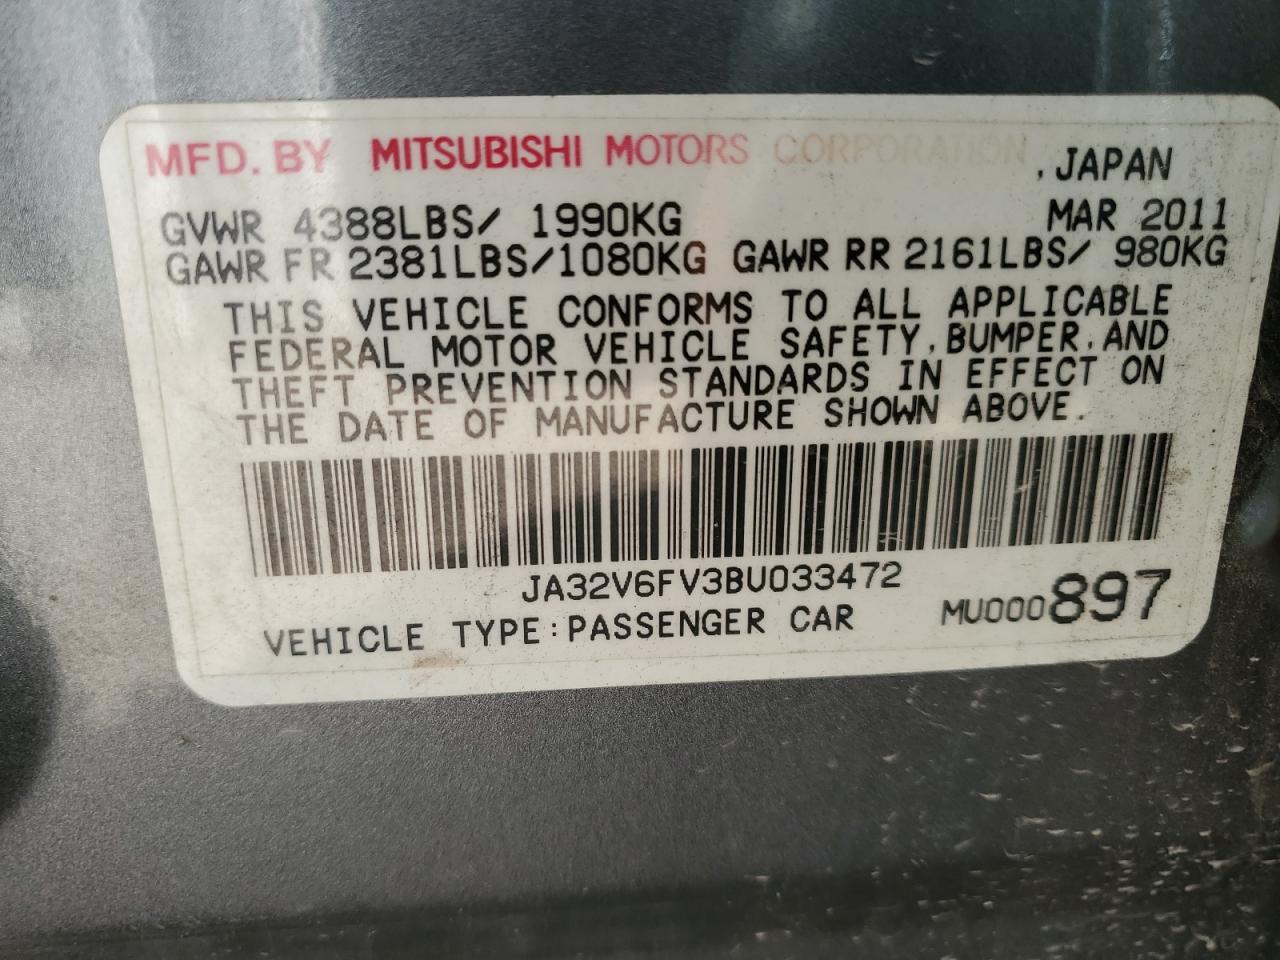 MFD. BY MITSUBISHI MOTORS CORPORATION , JAPAN
GVWR 4388LBS/ 1990KG MAR 2011
GAWR FR 2381LBS/1080KG GAWR RR 2161LBS/ 980KG
THIS VEHICLE CONFORMS TO ALL APPLICABLE
FEDERAL MOTOR VEHICLE SAFETY, BUMPER, AND
THEFT PREVENTION STANDARDS IN EFFECT ON
THE DATE OF MANUFACTURE SHOWN ABOVE.
JA32V6FV3BU033472
VEHICLE TYPE:PASSENGER CAR MU000897